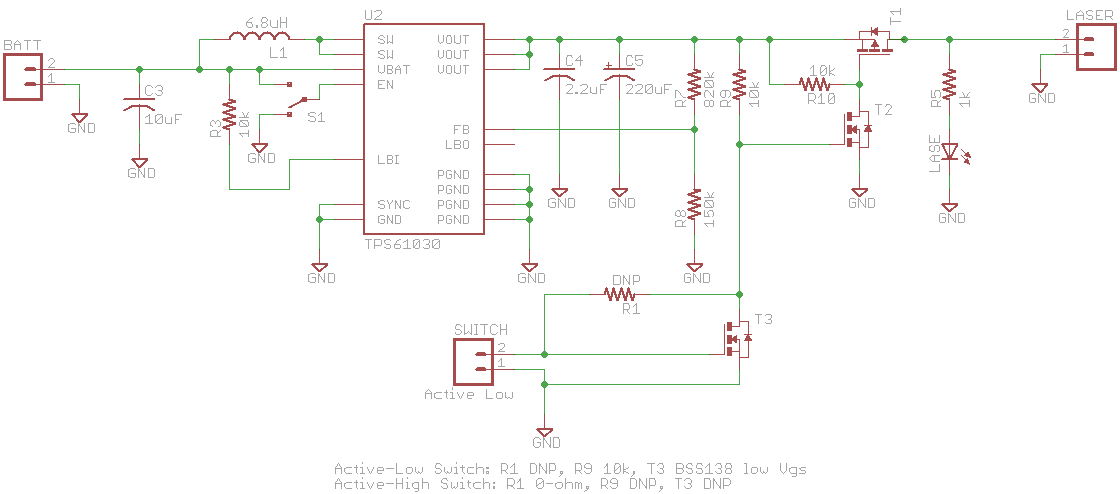 U2
T1
LASER
BATT
6.8uH
L1
2
1
GND
C3
10uF
GND
R3
10k
S1
GND
SW
SW
VBAT
EN
LBI
SYNC
GND
VOUT
VOUT
VOUT
FB
LBO
PGND
PGND
PGND
PGND
TPS61030
GND
GND
C4
2.2uF
GND
C5
220uF
GND
R7
820k
R9
10k
R8
150k
GND
10k
R10
T2
GND
R5
1k
LASE
GND
2
1
GND
DNP
R1
T3
SWITCH
2
1
Active Low
GND
Active-Low Switch: R1 DNP, R9 10k, T3 BSS138 low Vgs
Active-High Switch: R1 0-ohm, R9 DNP, T3 DNP